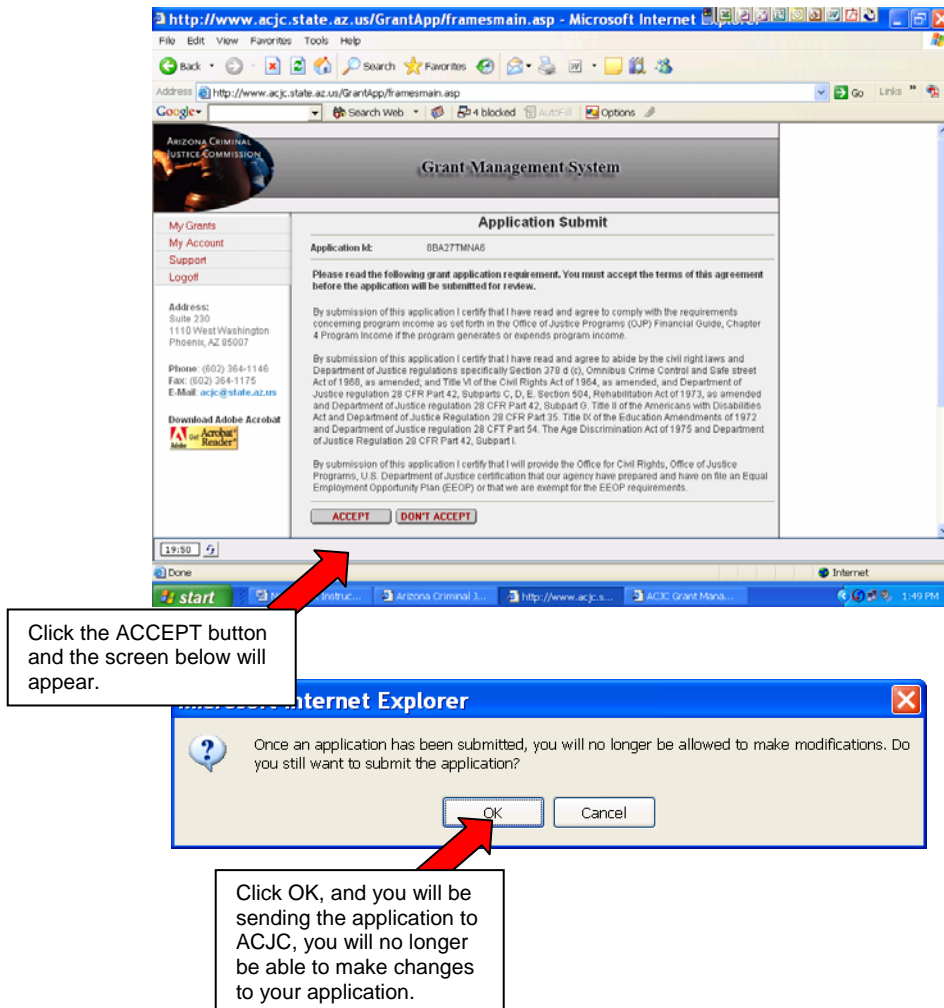 http://www.acjc.state.az.us/GrantApp/framesmain.asp - Microsoft Internet Explorer
File Edit View Favorites Tools Help
Back Search Favorites
Address http://www.acjc.state.az.us/GrantApp/framesmain.asp Go Links »
Google Search Web 4 blocked AutoFill Options
ARIZONA CRIMINAL
JUSTICE COMMISSION
Grant Management System
My Grants
My Account
Support
Logoff
Address:
Suite 230
1110 West Washington
Phoenix, AZ 85007
Phone: (602) 364-1146
Fax: (602) 364-1175
E-Mail: acjc@state.az.us
Download Adobe Acrobat
Get Acrobat
Adobe Reader
Application Submit
Application Id: 8BA27TMNA6
Please read the following grant application requirement. You must accept the terms of this agreement
before the application will be submitted for review.
By submission of this application I certify that I have read and agree to comply with the requirements
concerning program income as set forth in the Office of Justice Programs (OJP) Financial Guide, Chapter
4 Program Income if the program generates or expends program income.
By submission of this application I certify that I have read and agree to abide by the civil right laws and
Department of Justice regulations specifically Section 378 d (c), Omnibus Crime Control and Safe street
Act of 1968, as amended; and Title VI of the Civil Rights Act of 1964, as amended, and Department of
Justice regulation 28 CFR Part 42, Subparts C, D, E. Section 504, Rehabilitation Act of 1973, as amended
and Department of Justice regulation 28 CFR Part 42, Subpart G. Title II of the Americans with Disabilities
Act and Department of Justice Regulation 28 CFR Part 35. Title IX of the Education Amendments of 1972
and Department of Justice regulation 28 CFT Part 54. The Age Discrimination Act of 1975 and Department
of Justice Regulation 28 CFR Part 42, Subpart I.
By submission of this application I certify that I will provide the Office for Civil Rights, Office of Justice
Programs, U.S. Department of Justice certification that our agency have prepared and have on file an Equal
Employment Opportunity Plan (EEOP) or that we are exempt for the EEOP requirements.
ACCEPT DON'T ACCEPT
19:50
Done Internet
start Instruc... Arizona Criminal J... http://www.acjc.s... ACJC Grant Mana... 1:49 PM
Click the ACCEPT button
and the screen below will
appear.
Internet Explorer
Once an application has been submitted, you will no longer be allowed to make modifications. Do
you still want to submit the application?
OK Cancel
Click OK, and you will be
sending the application to
ACJC, you will no longer
be able to make changes
to your application.